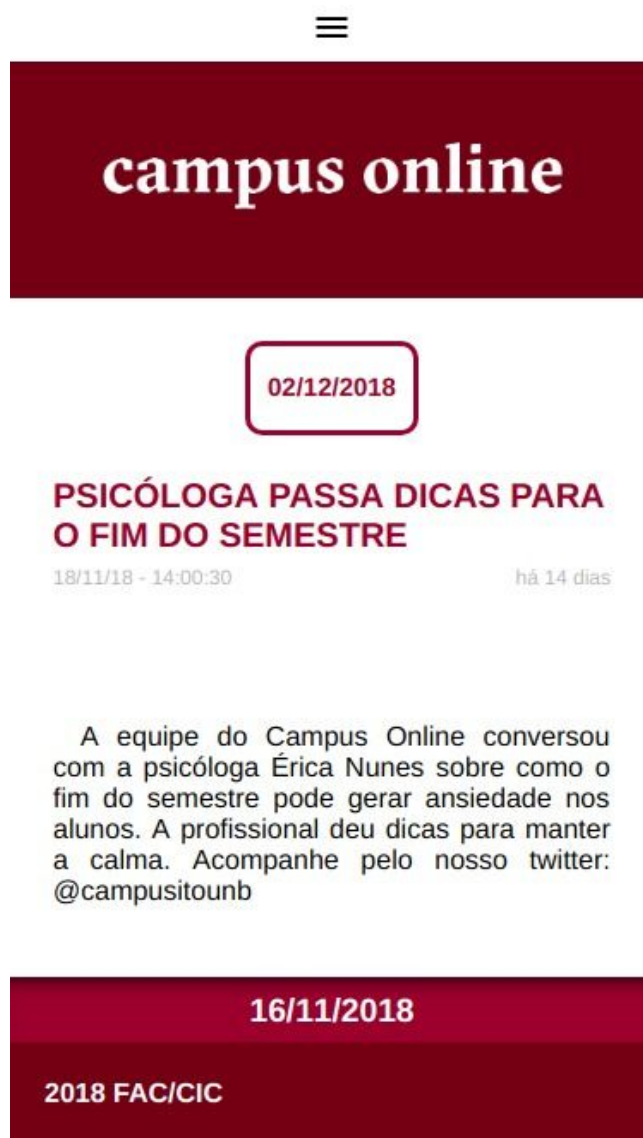 campus online
02/12/2018
PSICÓLOGA PASSA DICAS PARA
O FIM DO SEMESTRE
18/11/18 - 14:00:30 há 14 dias
A equipe do Campus Online conversou
com a psicóloga Érica Nunes sobre como o
fim do semestre pode gerar ansiedade nos
alunos. A profissional deu dicas para manter
a calma. Acompanhe pelo nosso twitter:
@campusitounb
16/11/2018
2018 FAC/CIC